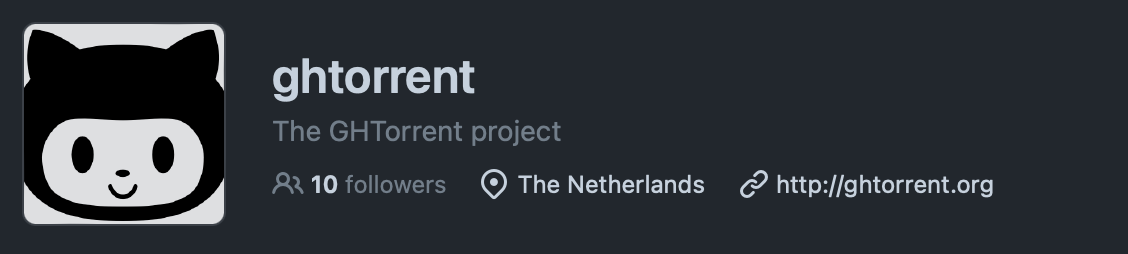 ghtorrent
The GHTorrent project
10 followers The Netherlands http://ghtorrent.org